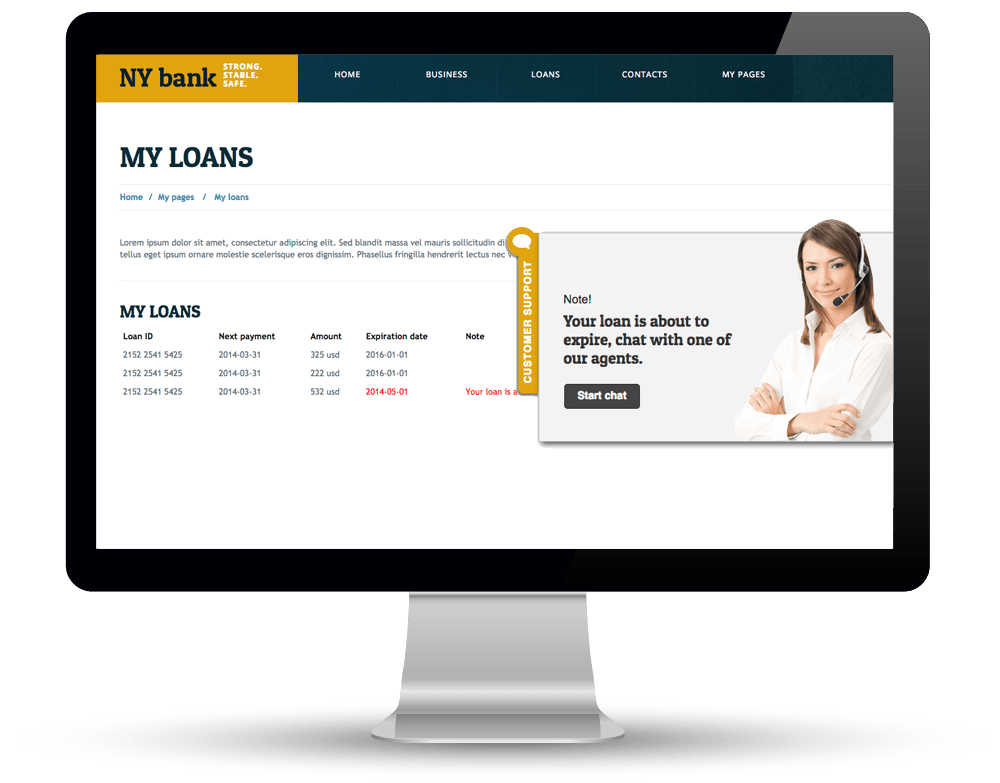 NY bank
STRONG.
STABLE.
SAFE.
HOME BUSINESS LOANS CONTACTS MY PAGES
MY LOANS
Home / My pages / My loans
Lorem ipsum dolor sit amet, consectetur adipiscing elit. Sed blandit massa vel mauris sollicitudin
tellus eget ipsum ornare molestie scelerisque eros dignissim. Phasellus fringilla hendrerit lectus nec
MY LOANS
Loan ID Next payment Amount Expiration date Note
2152 2541 5425 2014-03-31 325 usd 2016-01-01
2152 2541 5425 2014-03-31 222 usd 2016-01-01
2152 2541 5425 2014-03-31 532 usd 2014-05-01 Your loan is a
CUSTOMER SUPPORT
Note!
Your loan is about to
expire, chat with one of
our agents.
Start chat